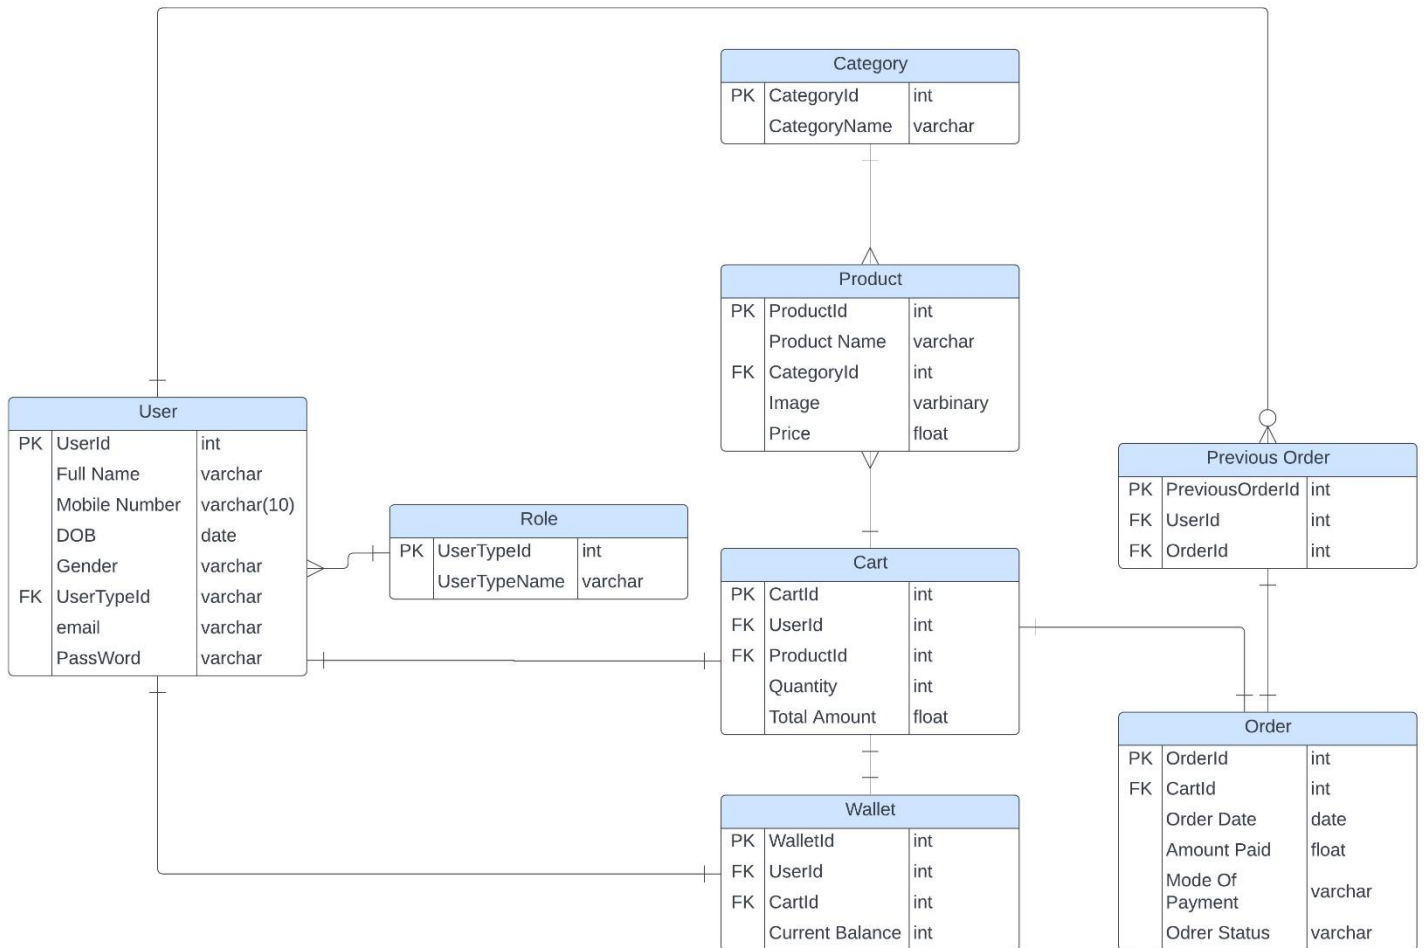 Category
PK CategoryId int
CategoryName varchar
Product
PK ProductId int
Product Name varchar
FK CategoryId int
Image varbinary
Price float
User
PK UserId int
Full Name varchar
Mobile Number varchar(10)
DOB date
Gender varchar
FK UserTypeId varchar
email varchar
PassWord varchar
Role
PK UserTypeId int
UserTypeName varchar
Previous Order
PK PreviousOrderId int
FK UserId int
FK OrderId int
Cart
PK CartId int
FK UserId int
FK ProductId int
Quantity int
Total Amount float
Order
PK OrderId int
FK CartId int
Order Date date
Amount Paid float
Mode Of
Payment varchar
Odrer Status varchar
Wallet
PK WalletId int
FK UserId int
FK CartId int
Current Balance int